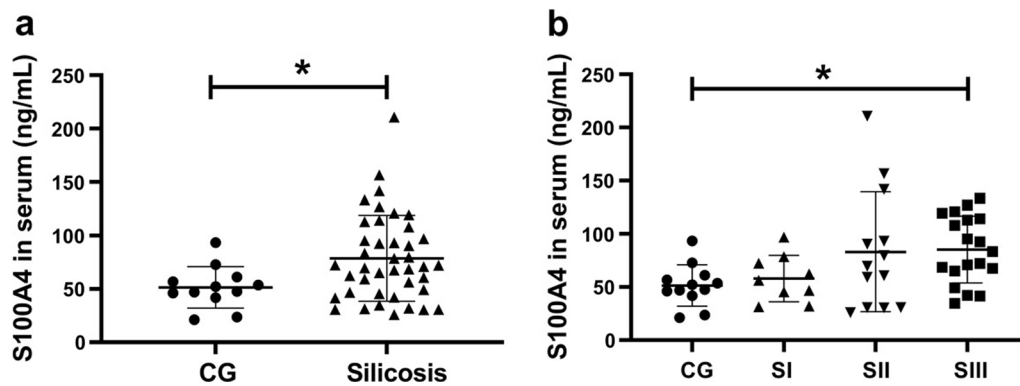 a
S100A4 in serum (ng/mL)
250
200
150
100
50
0
*
CG
Silicosis
b
S100A4 in serum (ng/mL)
250
200
150
100
50
0
*
CG
SI
SII
SIII